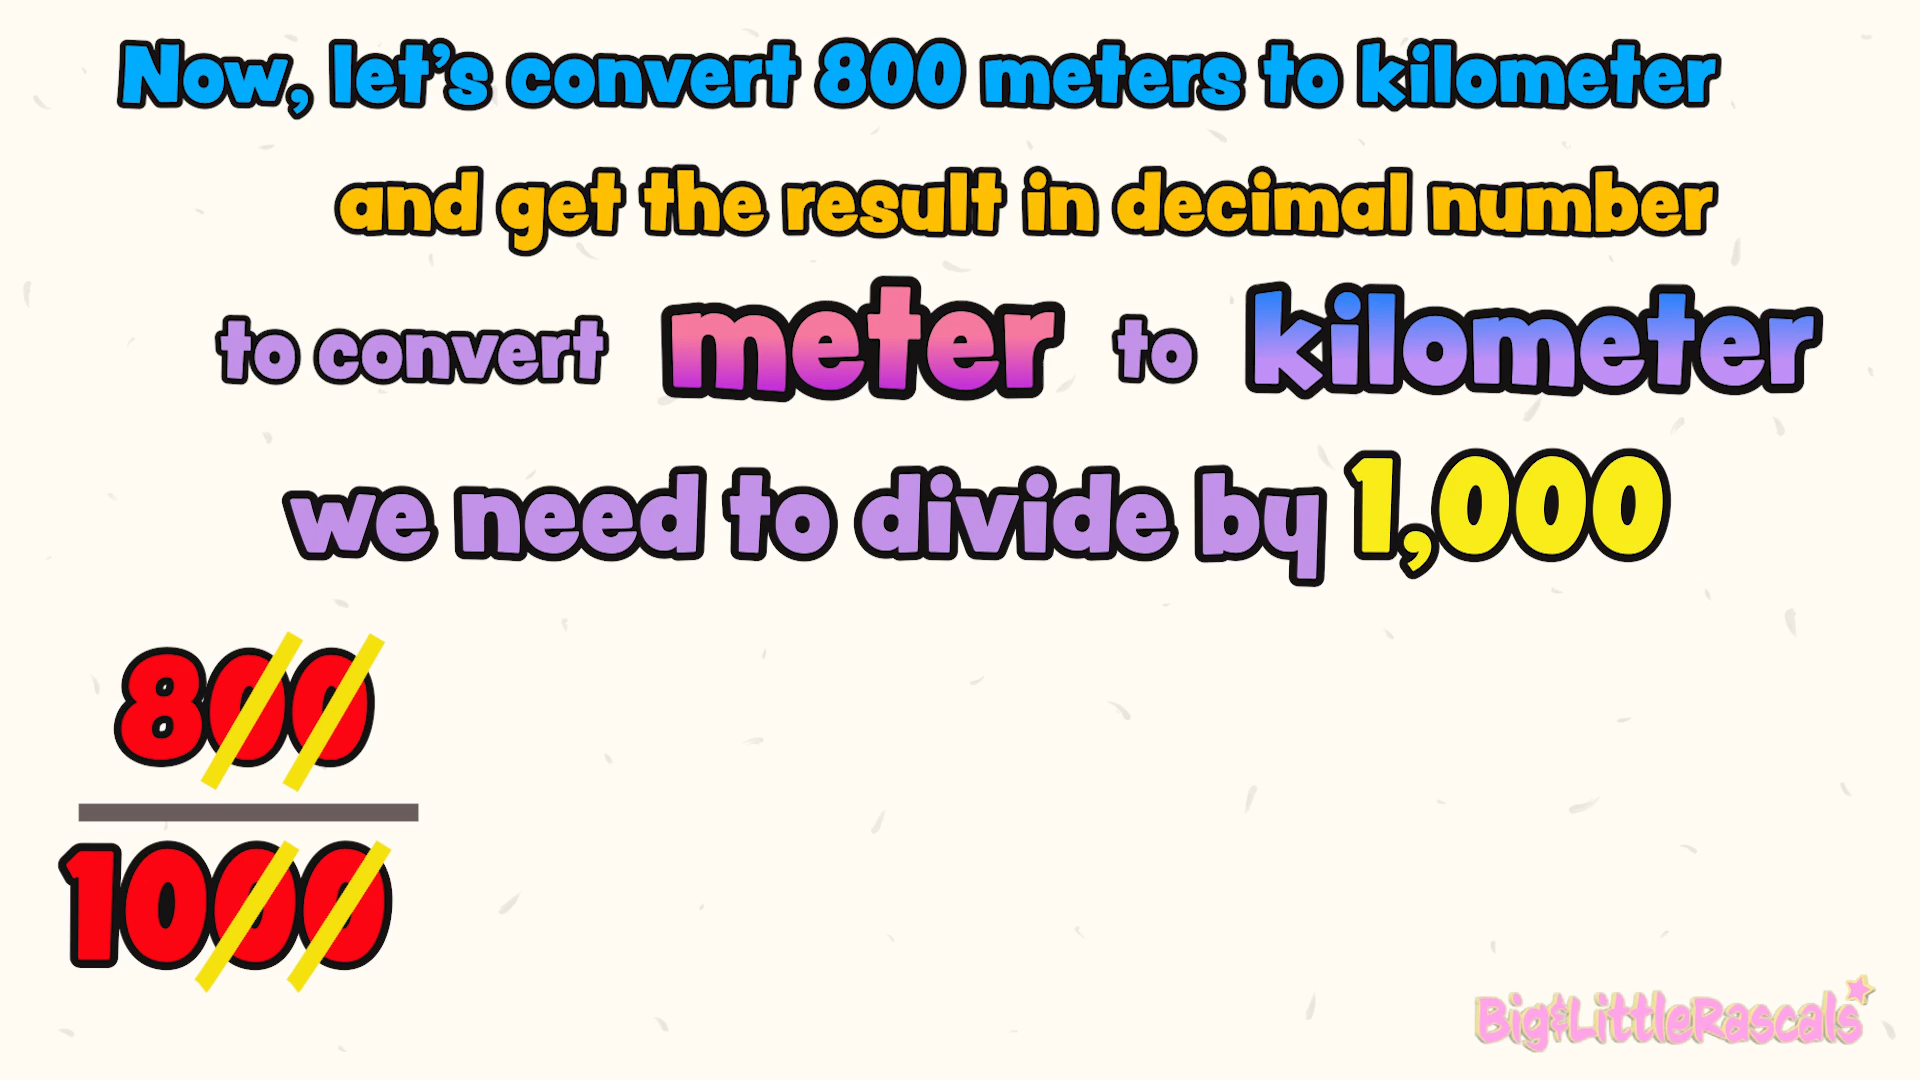 Now, let's convert 800 meters to kilometer
and get the result in decimal number
to convert meter to kilometer
we need to divide by 1,000
800
1000
Big&LittleRascals